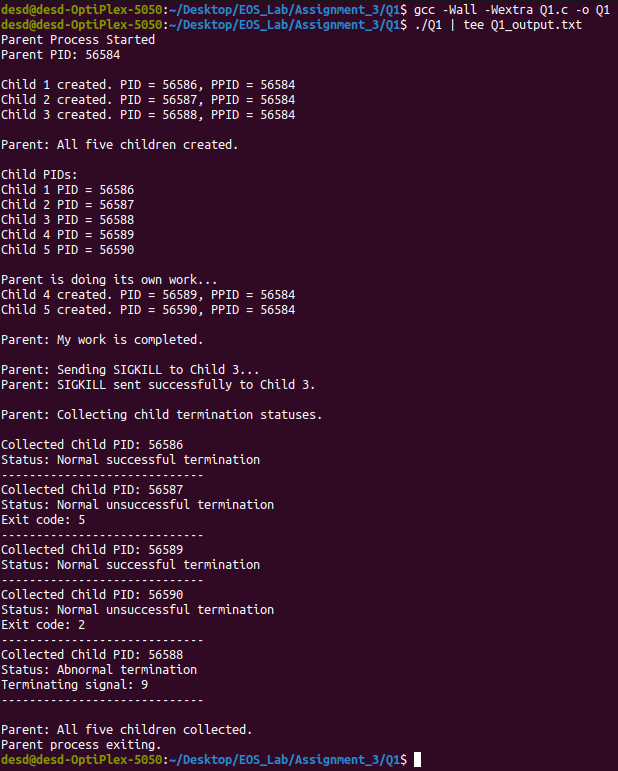 desd@desd-OptiPlex-5050:~/Desktop/EOS_Lab/Assignment_3/Q1$ gcc -Wall -Wextra Q1.c -o Q1
desd@desd-OptiPlex-5050:~/Desktop/EOS_Lab/Assignment_3/Q1$ ./Q1 | tee Q1_output.txt
Parent Process Started
Parent PID: 56584
Child 1 created. PID = 56586, PPID = 56584
Child 2 created. PID = 56587, PPID = 56584
Child 3 created. PID = 56588, PPID = 56584
Parent: All five children created.
Child PIDs:
Child 1 PID = 56586
Child 2 PID = 56587
Child 3 PID = 56588
Child 4 PID = 56589
Child 5 PID = 56590
Parent is doing its own work...
Child 4 created. PID = 56589, PPID = 56584
Child 5 created. PID = 56590, PPID = 56584
Parent: My work is completed.
Parent: Sending SIGKILL to Child 3...
Parent: SIGKILL sent successfully to Child 3.
Parent: Collecting child termination statuses.
Collected Child PID: 56586
Status: Normal successful termination
---------------------------
Collected Child PID: 56587
Status: Normal unsuccessful termination
Exit code: 5
---------------------------
Collected Child PID: 56589
Status: Normal successful termination
---------------------------
Collected Child PID: 56590
Status: Normal unsuccessful termination
Exit code: 2
---------------------------
Collected Child PID: 56588
Status: Abnormal termination
Terminating signal: 9
---------------------------
Parent: All five children collected.
Parent process exiting.
desd@desd-OptiPlex-5050:~/Desktop/EOS_Lab/Assignment_3/Q1$